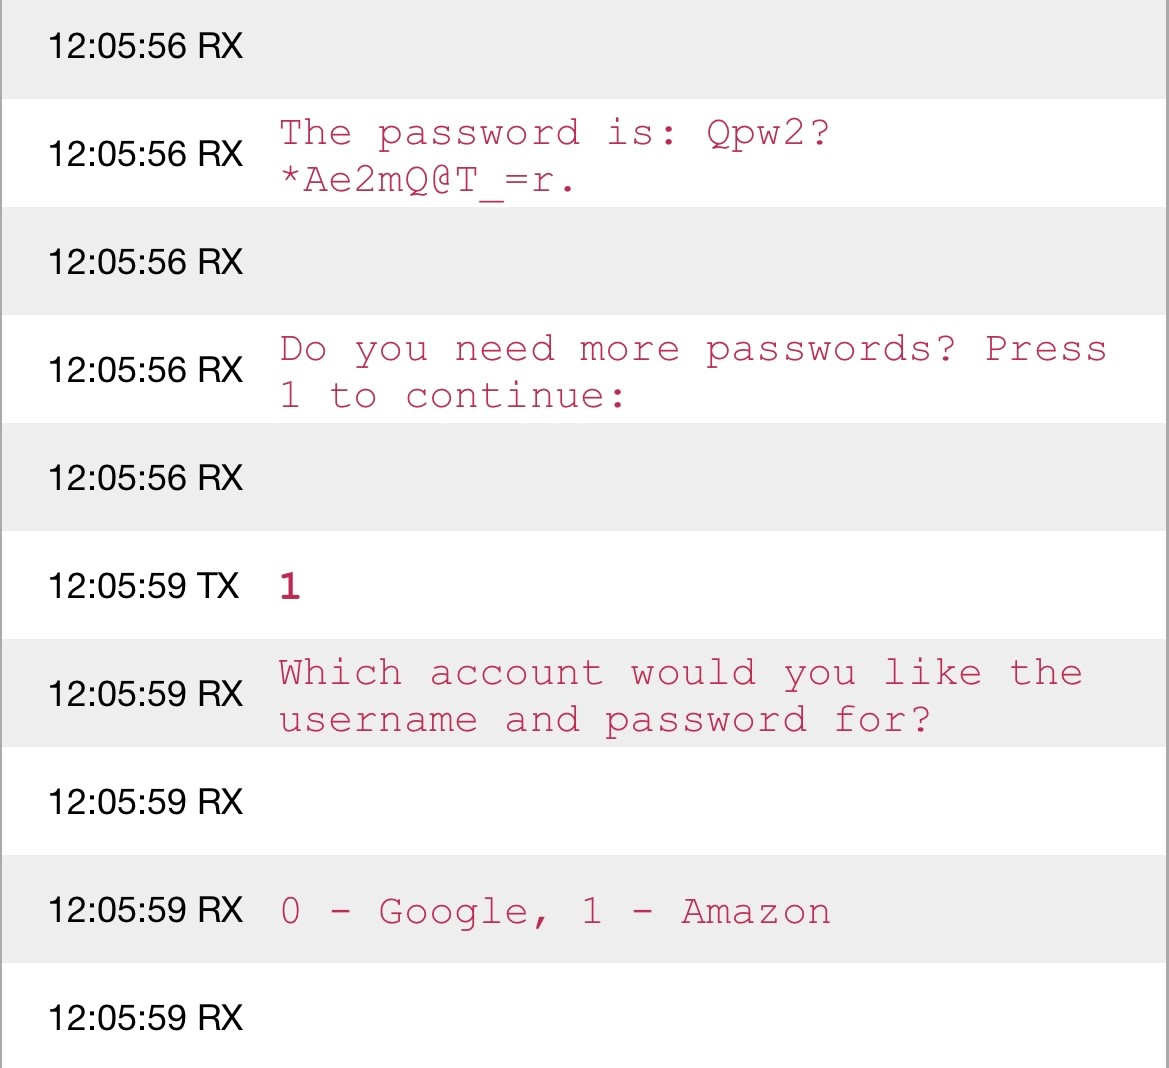 12:05:56 RX
12:05:56 RX The password is: Qpw2?
*Ae2mQ@T_=r.
12:05:56 RX
12:05:56 RX Do you need more passwords? Press
1 to continue:
12:05:56 RX
12:05:59 TX 1
12:05:59 RX Which account would you like the
username and password for?
12:05:59 RX
12:05:59 RX 0 - Google, 1 - Amazon
12:05:59 RX